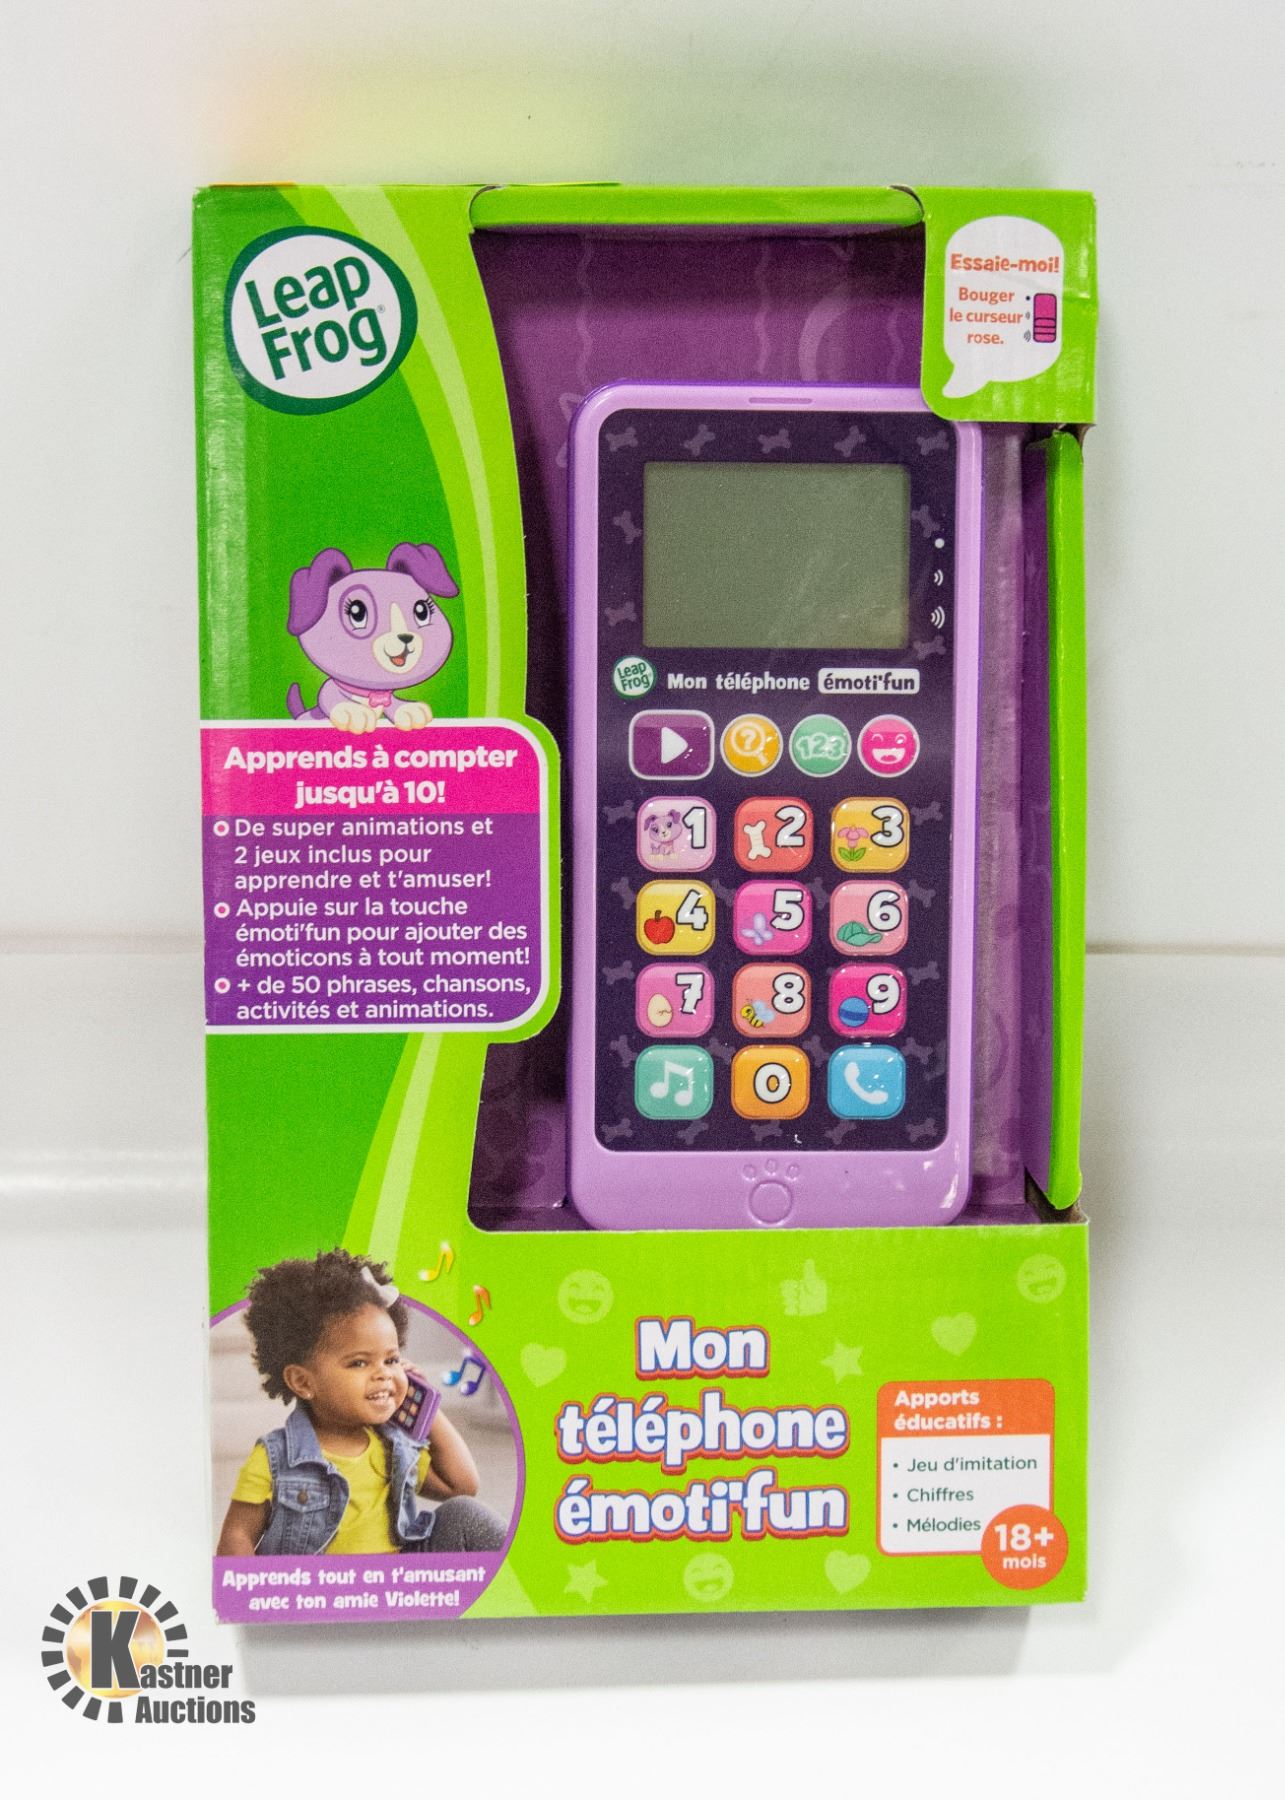 Leap
Frog®
Essaie-moi!
Bouger
le curseur
rose.
Leap
Frog
Mon téléphone émoti'fun
?
123
1
2
3
4
5
6
7
8
9
0
Apprends à compter
jusqu'à 10!
De super animations et
2 jeux inclus pour
apprendre et t'amuser!
Appuie sur la touche
émoti'fun pour ajouter des
émoticons à tout moment!
+ de 50 phrases, chansons,
activités et animations.
Mon
téléphone
émoti'fun
Apports
éducatifs :
• Jeu d'imitation
• Chiffres
• Mélodies
18+
mois
Apprends tout en t'amusant
avec ton amie Violette!
Kastner
Auctions